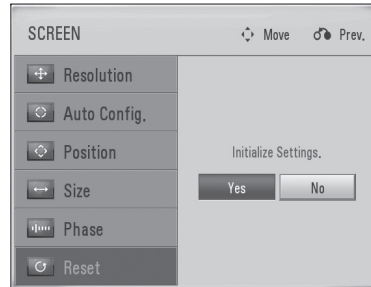 SCREEN Move Prev.
Resolution
Auto Config.
Position
Size
Phase
Reset
Initialize Settings.
Yes No